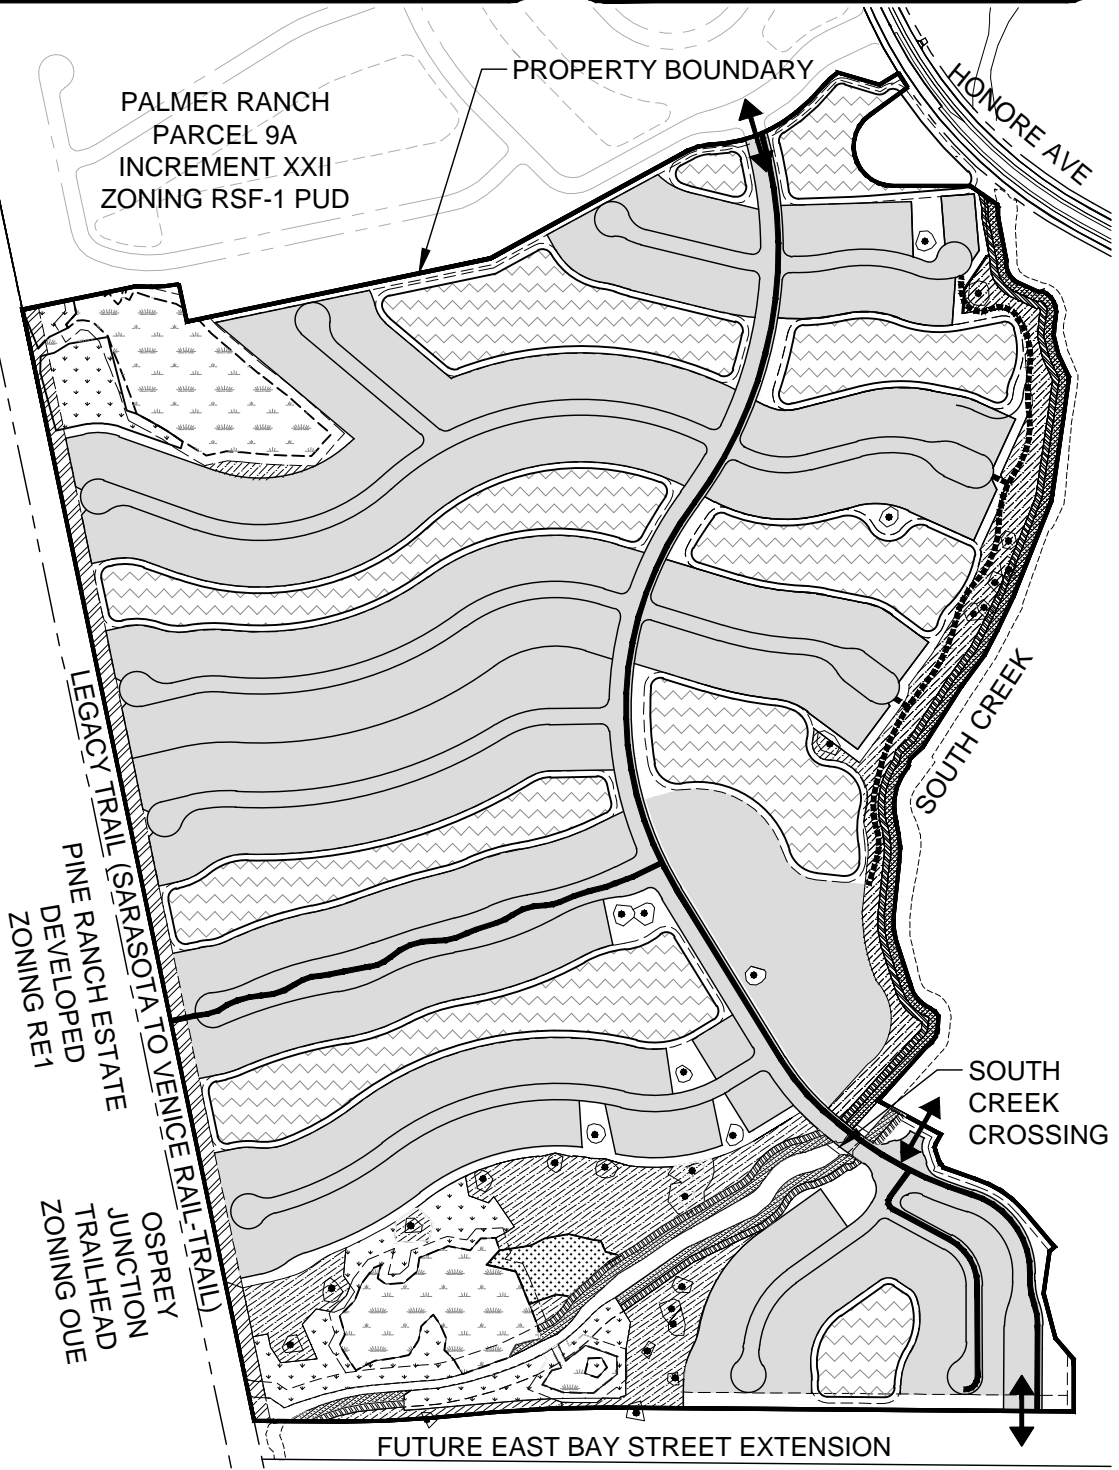 PROPERTY BOUNDARY
HONORE AVE
PALMER RANCH
PARCEL 9A
INCREMENT XXII
ZONING RSF-1 PUD
SOUTH CREEK
LEGACY TRAIL (SARASOTA TO VENICE RAIL-TRAIL)
PINE RANCH ESTATE
DEVELOPED
ZONING RE1
SOUTH
CREEK
CROSSING
OSPREY
JUNCTION
TRAILHEAD
ZONING OUE
FUTURE EAST BAY STREET EXTENSION